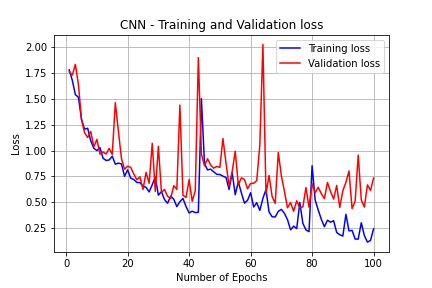 CNN - Training and Validation loss
Training loss
Validation loss
2.00
1.75
1.50
1.25
1.00
0.75
0.50
0.25
Loss
0 20 40 60 80 100
Number of Epochs